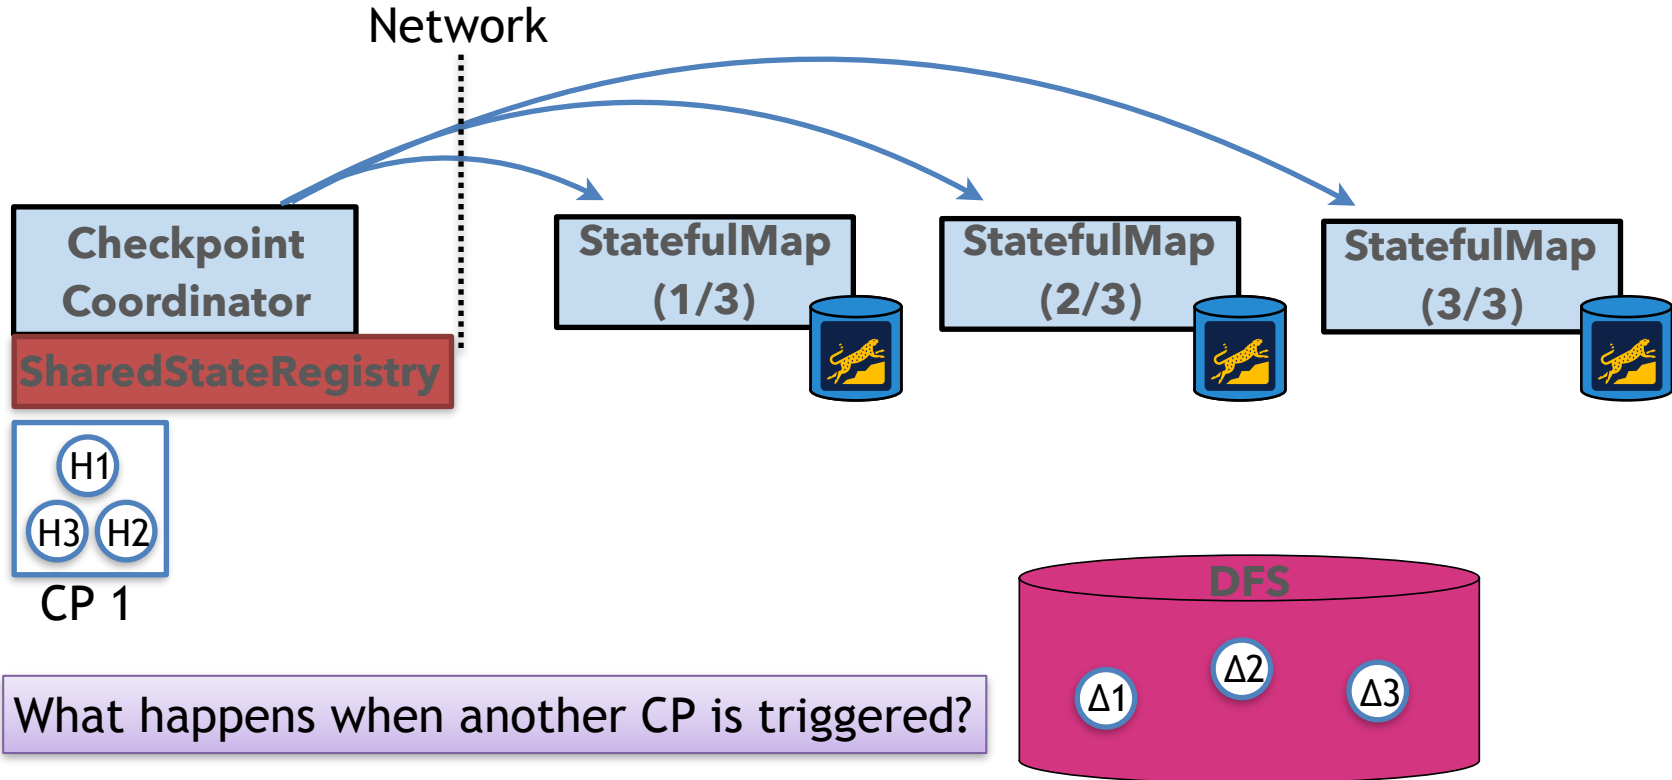 Network
Checkpoint
Coordinator
SharedStateRegistry
StatefulMap
(1/3)
StatefulMap
(2/3)
StatefulMap
(3/3)
H1
H3 H2
CP 1
DFS
Δ1
Δ2
Δ3
What happens when another CP is triggered?